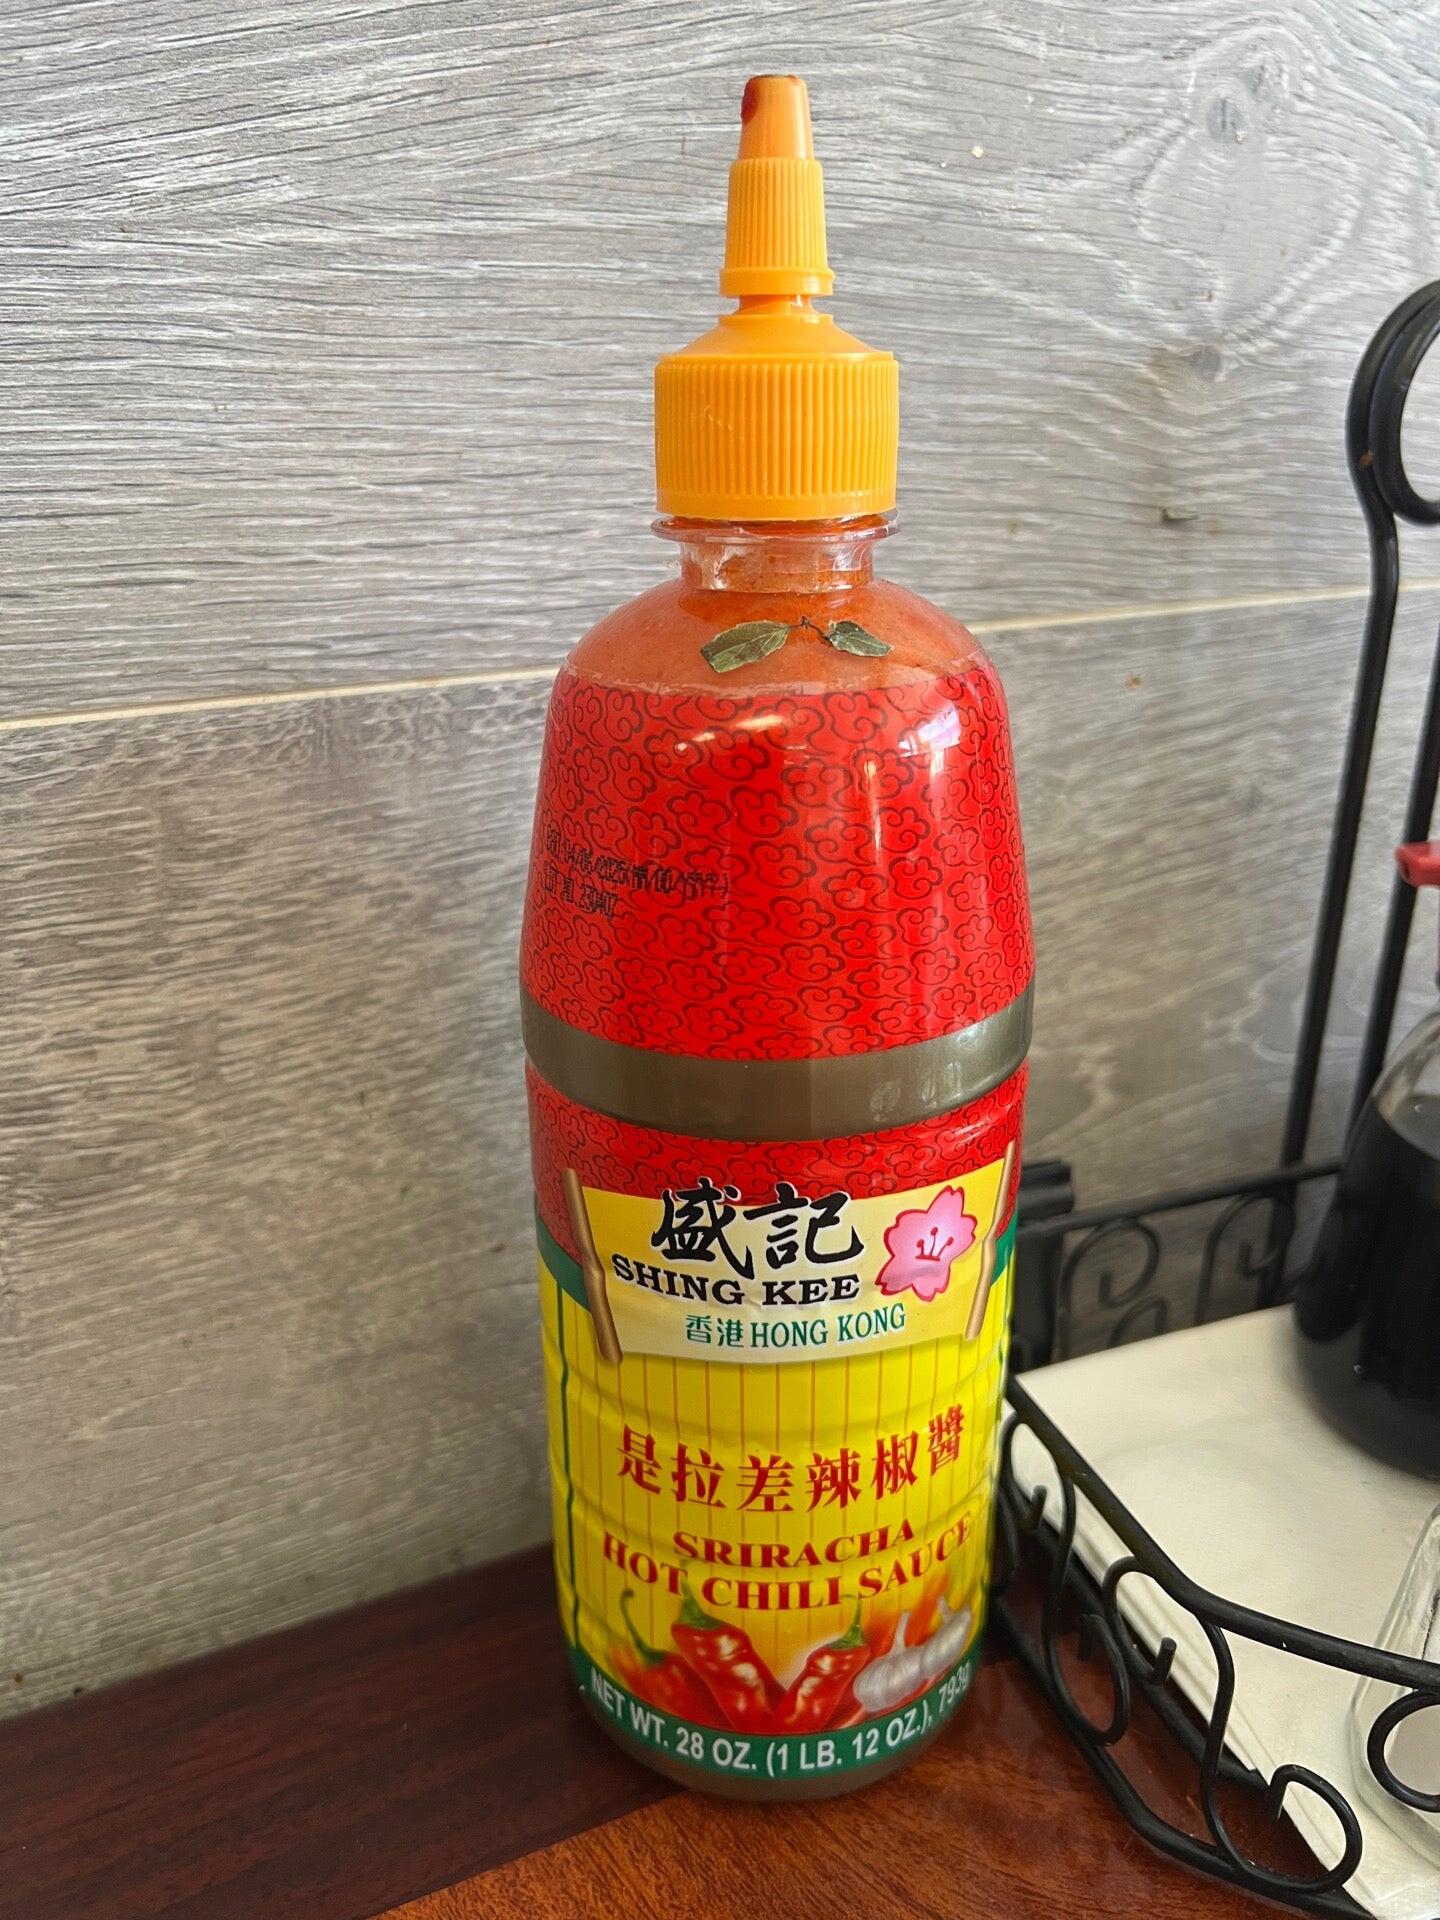 盛記
SHING KEE
香港 HONG KONG
是拉差辣椒醬
SRIRACHA
HOT CHILI SAUCE
NET WT. 28 OZ. (1 LB. 12 OZ.), 793g